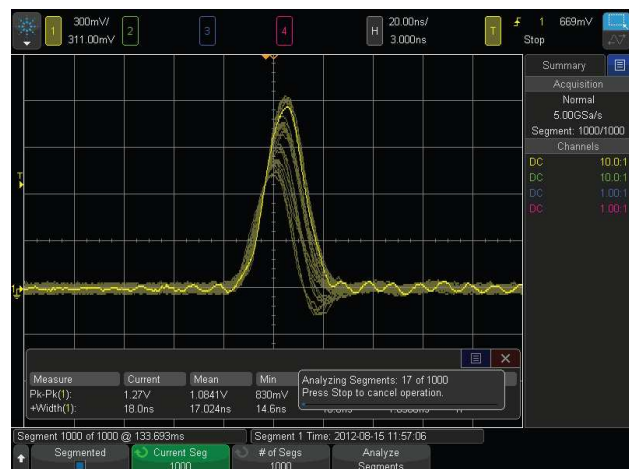 1 300mV/ 311.00mV 2 3 4 H 20.00ns/ 3.000ns T 1 669mV Stop
Summary
Acquisition
Normal
5.00GSa/s
Segment: 1000/1000
Channels
DC 10.0:1
DC 10.0:1
DC 1.00:1
DC 1.00:1
T
1
Measure Current Mean Min
Pk-Pk(1): 1.27V 1.0841V 830mV
+Width(1): 18.0ns 17.024ns 14.6ns
Analyzing Segments: 17 of 1000
Press Stop to cancel operation.
Segment 1000 of 1000 @ 133.693ms Segment 1 Time: 2012-08-15 11:57:06
Segmented Current Seg 1000 # of Segs 1000 Analyze Segments